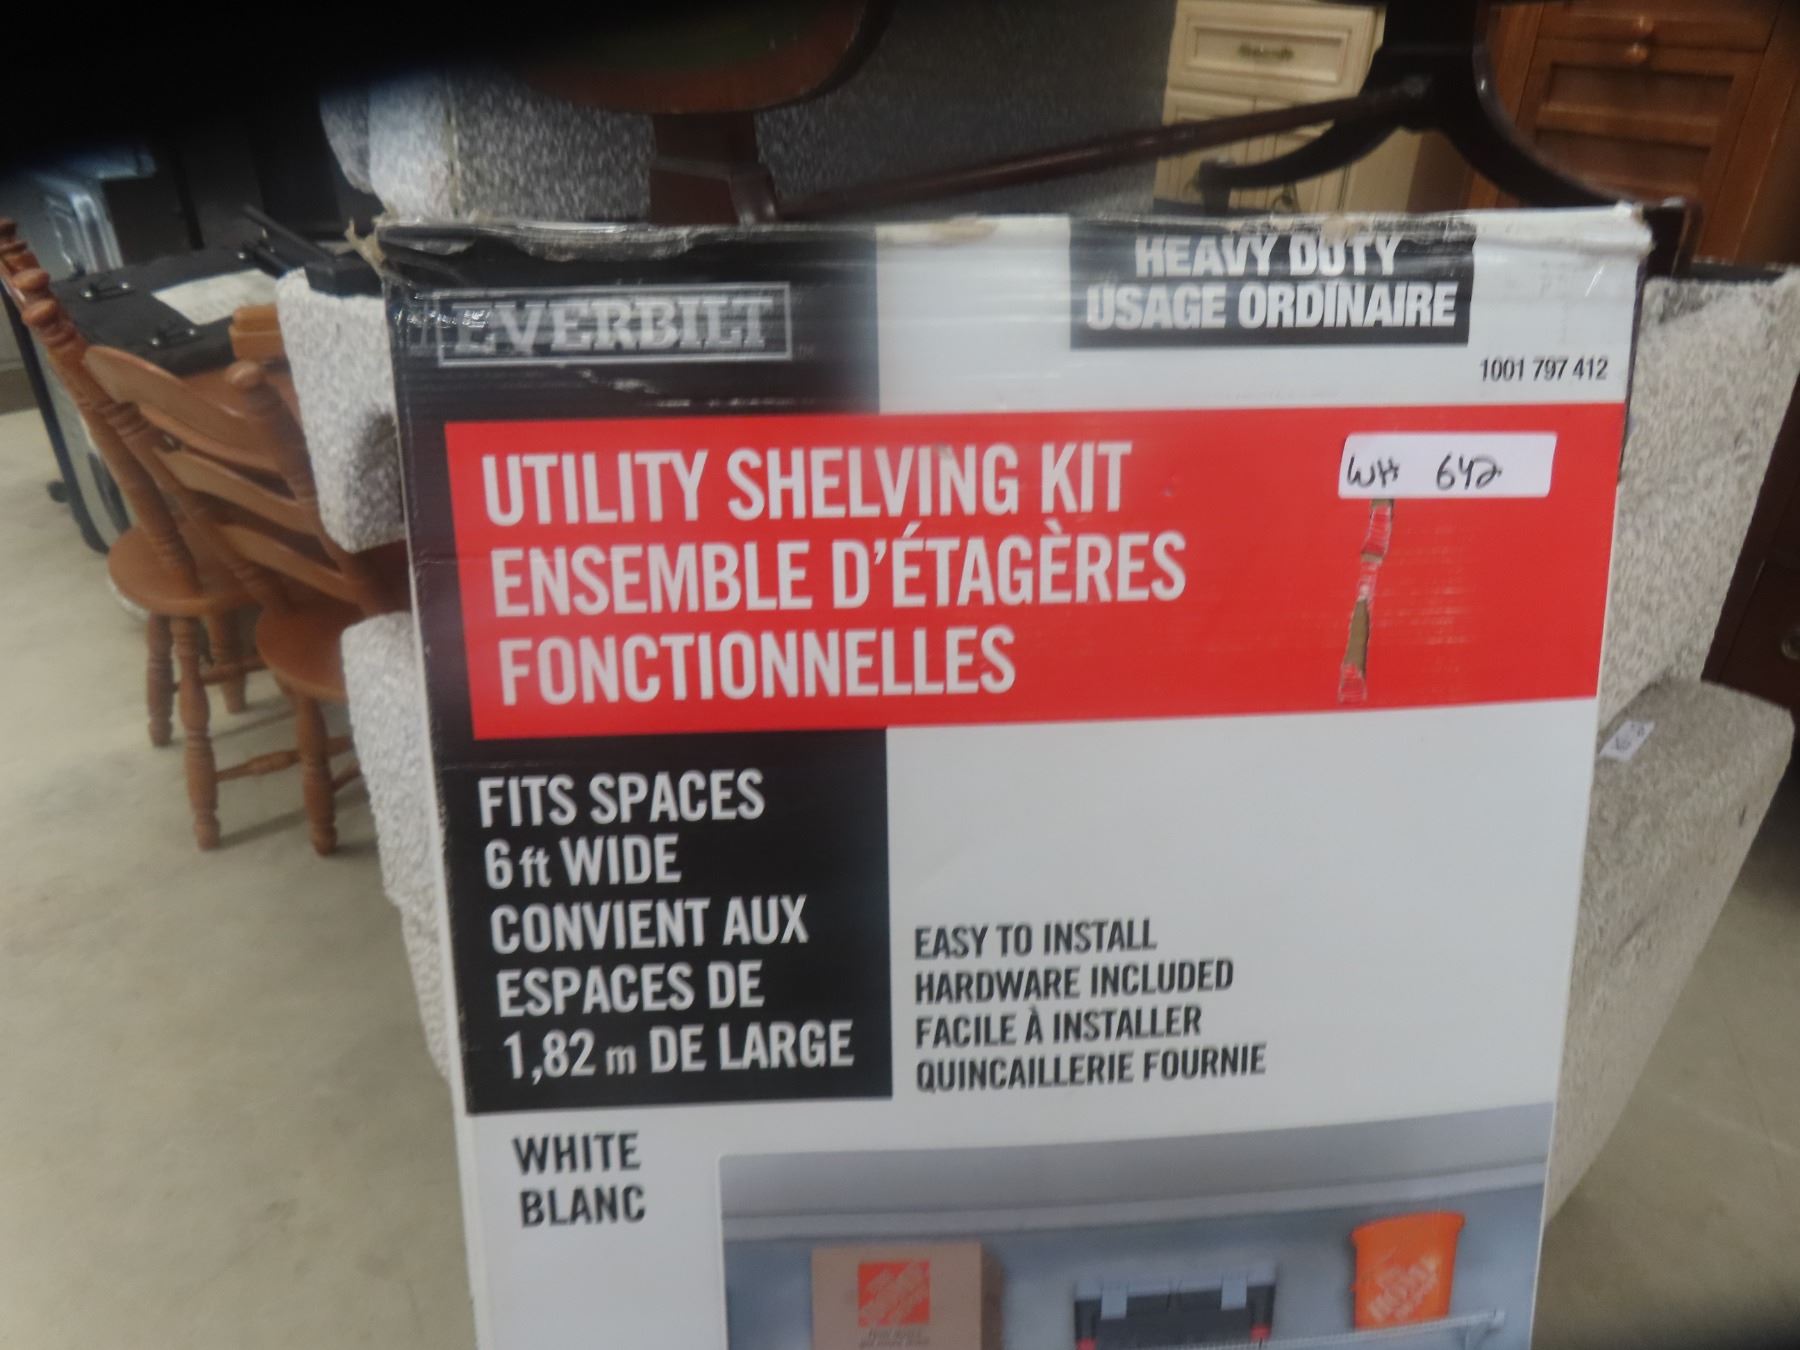 EVERBILT
HEAVY DUTY
USAGE ORDINAIRE
1001 797 412
UTILITY SHELVING KIT
ENSEMBLE D'ÉTAGÈRES
FONCTIONNELLES
WH 642
FITS SPACES
6 ft WIDE
CONVIENT AUX
ESPACES DE
1,82 m DE LARGE
EASY TO INSTALL
HARDWARE INCLUDED
FACILE À INSTALLER
QUINCAILLERIE FOURNIE
WHITE
BLANC